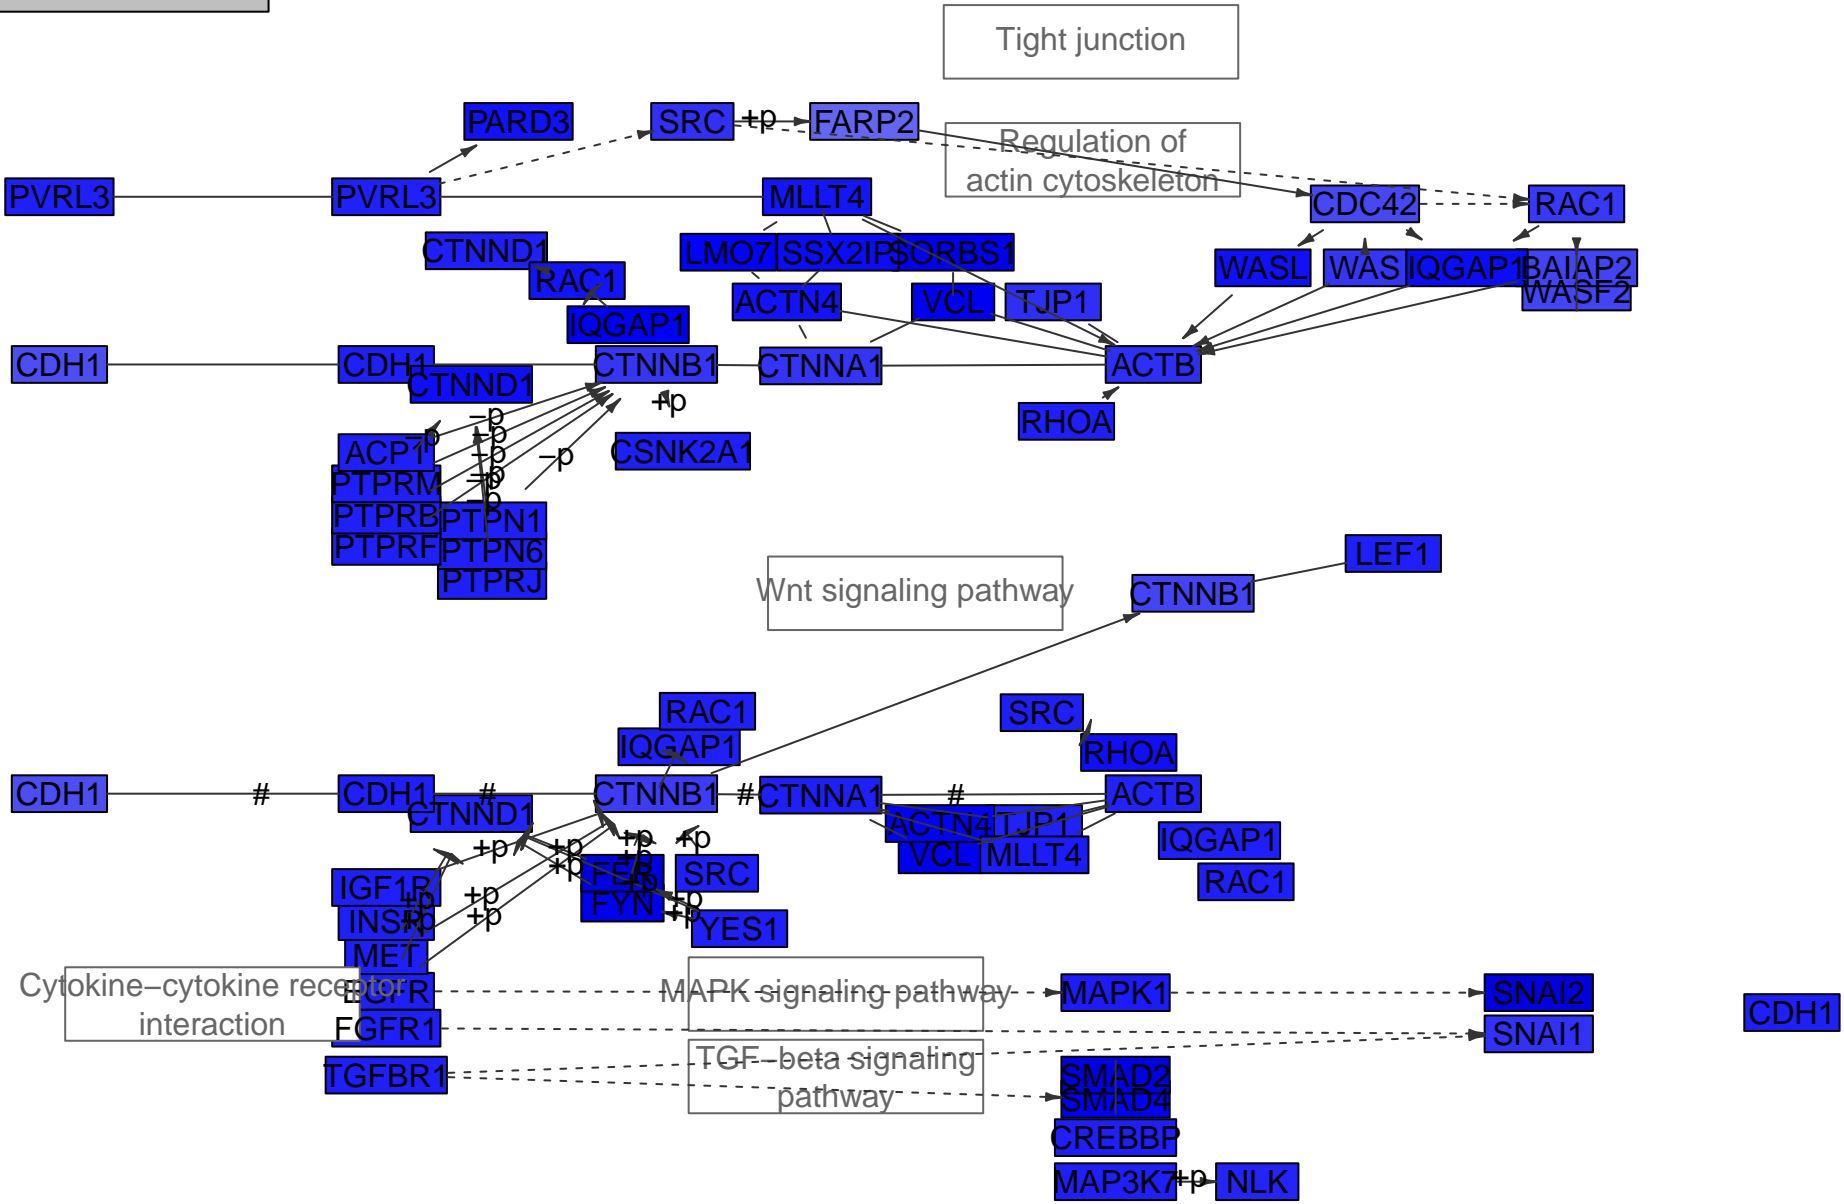 Tight junction
PARD3
SRC
+p
FARP2
Regulation of
actin cytoskeleton
PVRL3
PVRL3
MLLT4
CDC42
RAC1
CTNND1
RAC1
IQGAP1
LMO7
SSX2IP
SORBS1
WASL
WAS
IQGAP1
BAIAP2
WASF2
ACTN4
VCL
TJP1
CDH1
CDH1
CTNND1
CTNNB1
CTNNA1
ACTB
+p
RHOA
–p
–p
–p
–p
–p
–p
–p
–p
ACP1
CSNK2A1
PTPRM
PTPRB
PTPN1
PTPRF
PTPN6
PTPRJ
LEF1
Wnt signaling pathway
CTNNB1
RAC1
IQGAP1
SRC
RHOA
CDH1
#
CDH1
#
CTNNB1
#
CTNNA1
#
ACTB
CTNND1
ACTN4
TJP1
VCL
MLLT4
IQGAP1
RAC1
+p
+p
+p
+p
+p
+p
+p
FER
SRC
FYN
YES1
+p
+p
IGF1R
+p
+p
INSR
+p
+p
MET
Cytokine–cytokine receptor
interaction
EGFR
MAPK signaling pathway
MAPK1
SNAI2
FGFR1
SNAI1
CDH1
TGFBR1
TGF–beta signaling
pathway
SMAD2
SMAD4
CREBBP
MAP3K7
+p
NLK